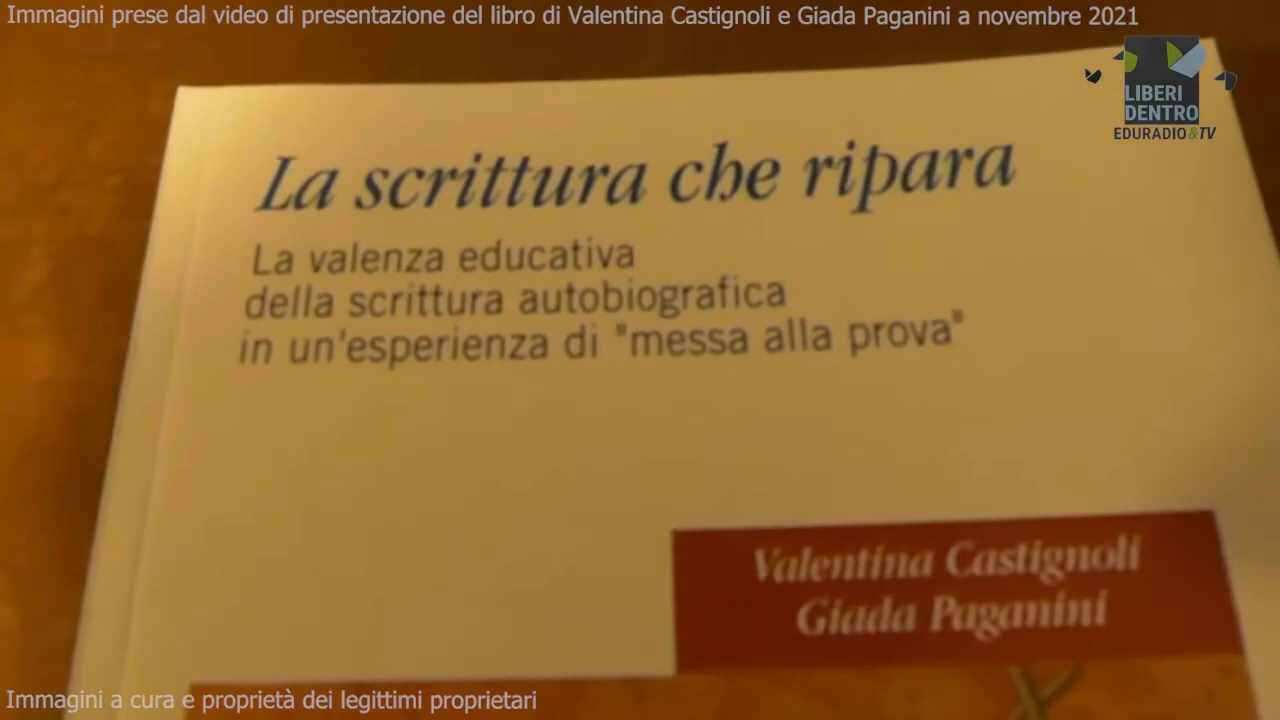 Immagini prese dal video di presentazione del libro di Valentina Castignoli e Giada Paganini a novembre 2021
LIBERI
DENTRO
EDURADIO&TV
La scrittura che ripara
La valenza educativa
della scrittura autobiografica
in un'esperienza di "messa alla prova"
Valentina Castignoli
Giada Paganini
Immagini a cura e proprietà dei legittimi proprietari